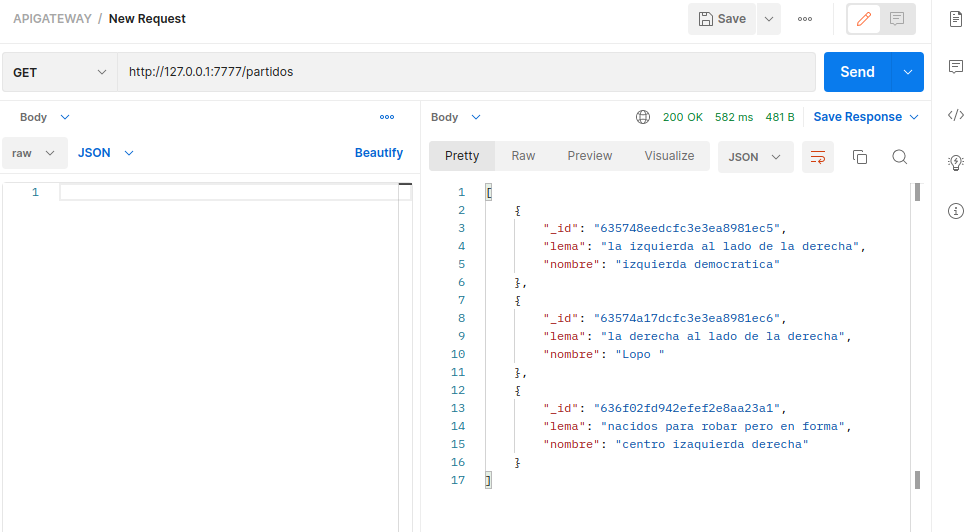 APIGATEWAY / New Request
Save
GET
http://127.0.0.1:7777/partidos
Send
Body
raw
JSON
Beautify
1
Body
200 OK 582 ms 481 B
Save Response
Pretty Raw Preview Visualize JSON
1 [
2 {
3 "_id": "635748eedcfc3e3ea8981ec5",
4 "lema": "la izquierda al lado de la derecha",
5 "nombre": "izquierda democratica"
6 },
7 {
8 "_id": "63574a17dcfc3e3ea8981ec6",
9 "lema": "la derecha al lado de la derecha",
10 "nombre": "Lopo "
11 },
12 {
13 "_id": "636f02fd942efef2e8aa23a1",
14 "lema": "nacidos para robar pero en forma",
15 "nombre": "centro izaquierda derecha"
16 }
17 ]